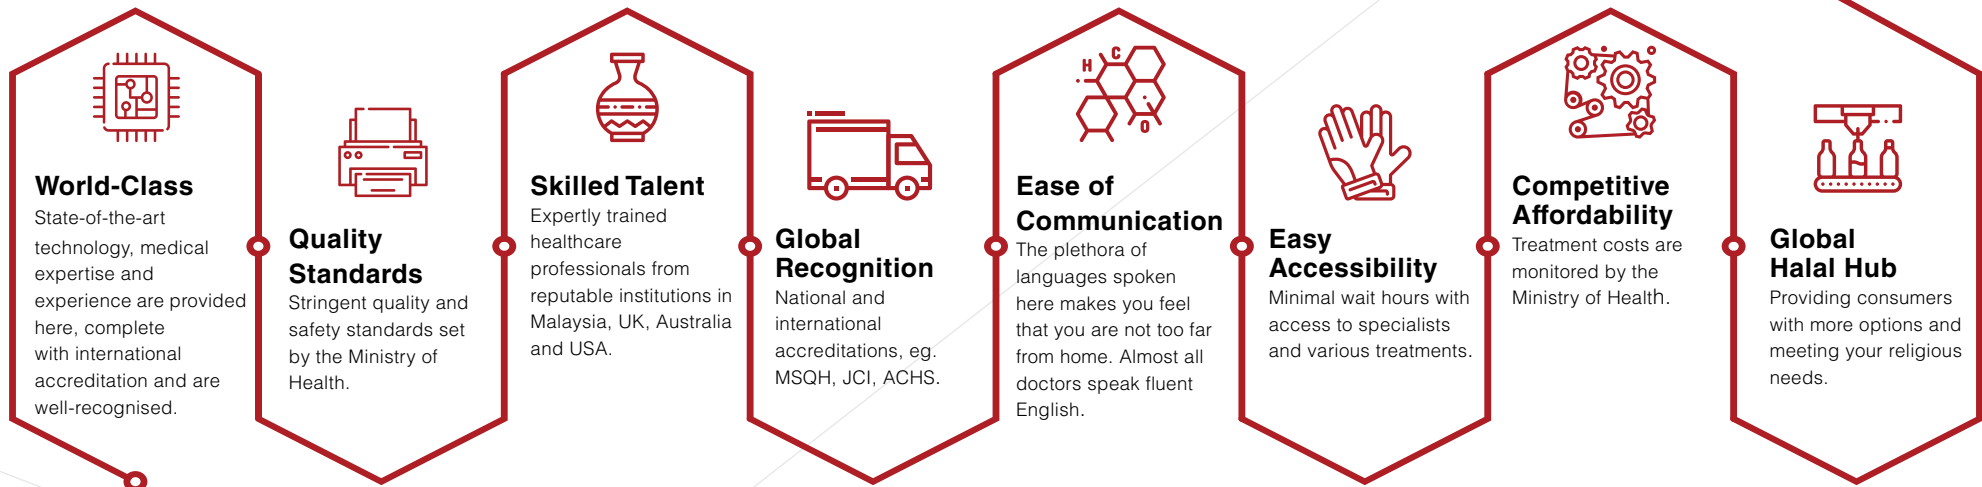 World-Class
State-of-the-art
technology, medical
expertise and
experience are provided
here, complete
with international
accreditation and are
well-recognised.
Quality
Standards
Stringent quality and
safety standards set
by the Ministry of
Health.
Skilled Talent
Expertly trained
healthcare
professionals from
reputable institutions in
Malaysia, UK, Australia
and USA.
Global
Recognition
National and
international
accreditations, eg.
MSQH, JCI, ACHS.
H
C
O
Ease of
Communication
The plethora of
languages spoken
here makes you feel
that you are not too far
from home. Almost all
doctors speak fluent
English.
Easy
Accessibility
Minimal wait hours with
access to specialists
and various treatments.
Competitive
Affordability
Treatment costs are
monitored by the
Ministry of Health.
Global
Halal Hub
Providing consumers
with more options and
meeting your religious
needs.